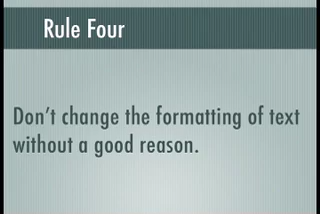 Rule Four
Don't change the formatting of text
without a good reason.